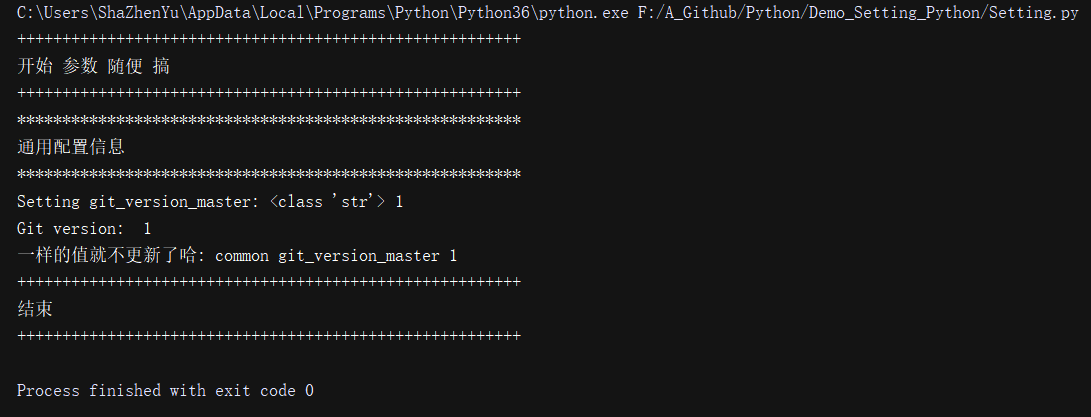 C:\Users\ShaZhenYu\AppData\Local\Programs\Python\Python36\python.exe F:/A_Github/Python/Demo_Setting_Python/Setting.py
++++++++++++++++++++++++++++++++++++++++++++++++++++++++
开始 参数 随便 搞
++++++++++++++++++++++++++++++++++++++++++++++++++++++++
********************************************************
通用配置信息
********************************************************
Setting git_version_master: <class 'str'> 1
Git version:  1
一样的值就不更新了哈: common git_version_master 1
++++++++++++++++++++++++++++++++++++++++++++++++++++++++
结束
++++++++++++++++++++++++++++++++++++++++++++++++++++++++
Process finished with exit code 0